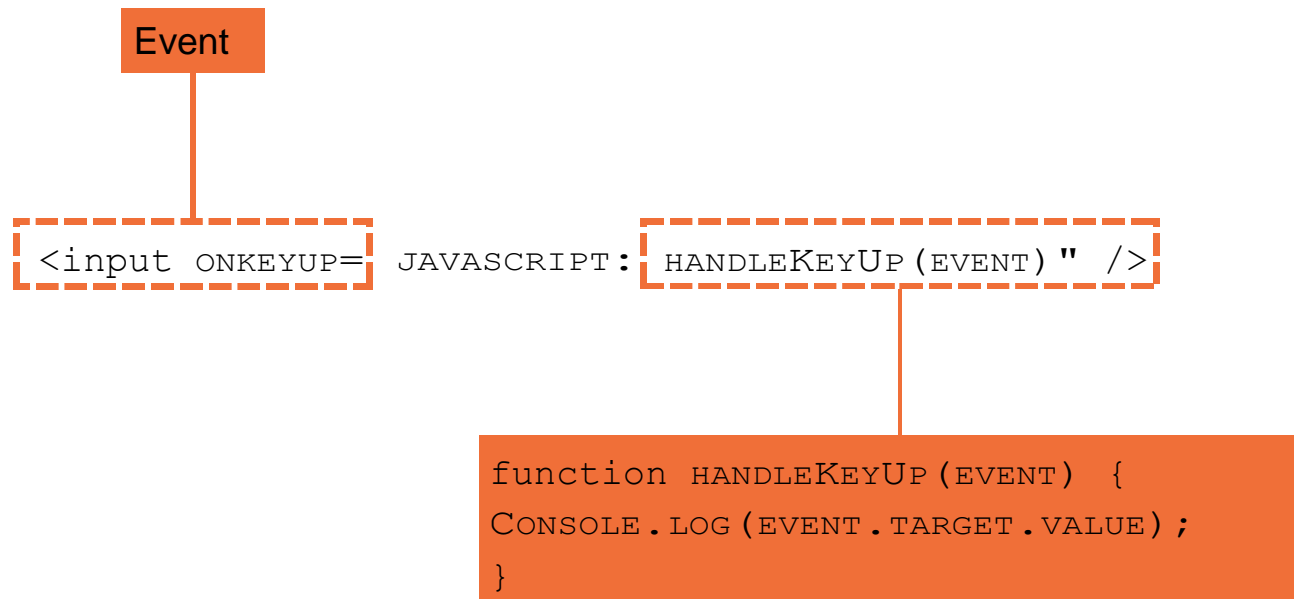 Event
<input ONKEYUP= JAVASCRIPT: HANDLEKEYUP(EVENT)" />
function HANDLEKEYUP(EVENT) {
CONSOLE.LOG(EVENT.TARGET.VALUE);
}